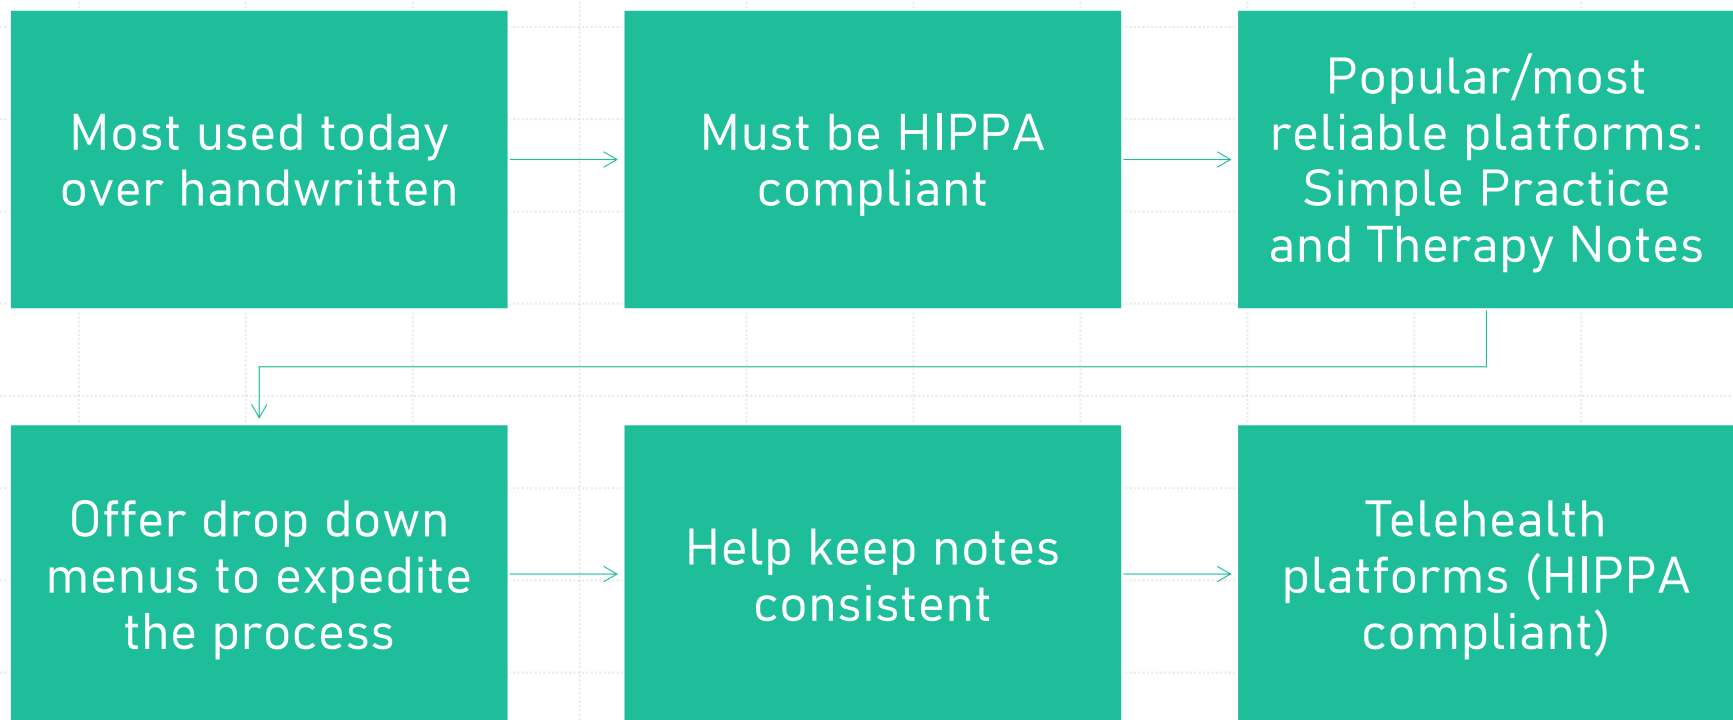 Most used today
over handwritten
Must be HIPPA
compliant
Popular/most
reliable platforms:
Simple Practice
and Therapy Notes
Offer drop down
menus to expedite
the process
Help keep notes
consistent
Telehealth
platforms (HIPPA
compliant)